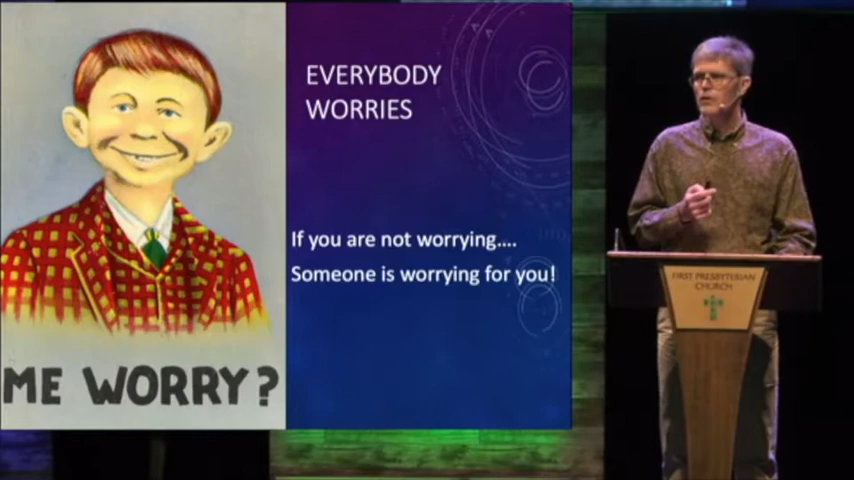 EVERYBODY
WORRIES
If you are not worrying....
Someone is worrying for you!
ME WORRY?
FIRST PRESBYTERIAN
CHURCH